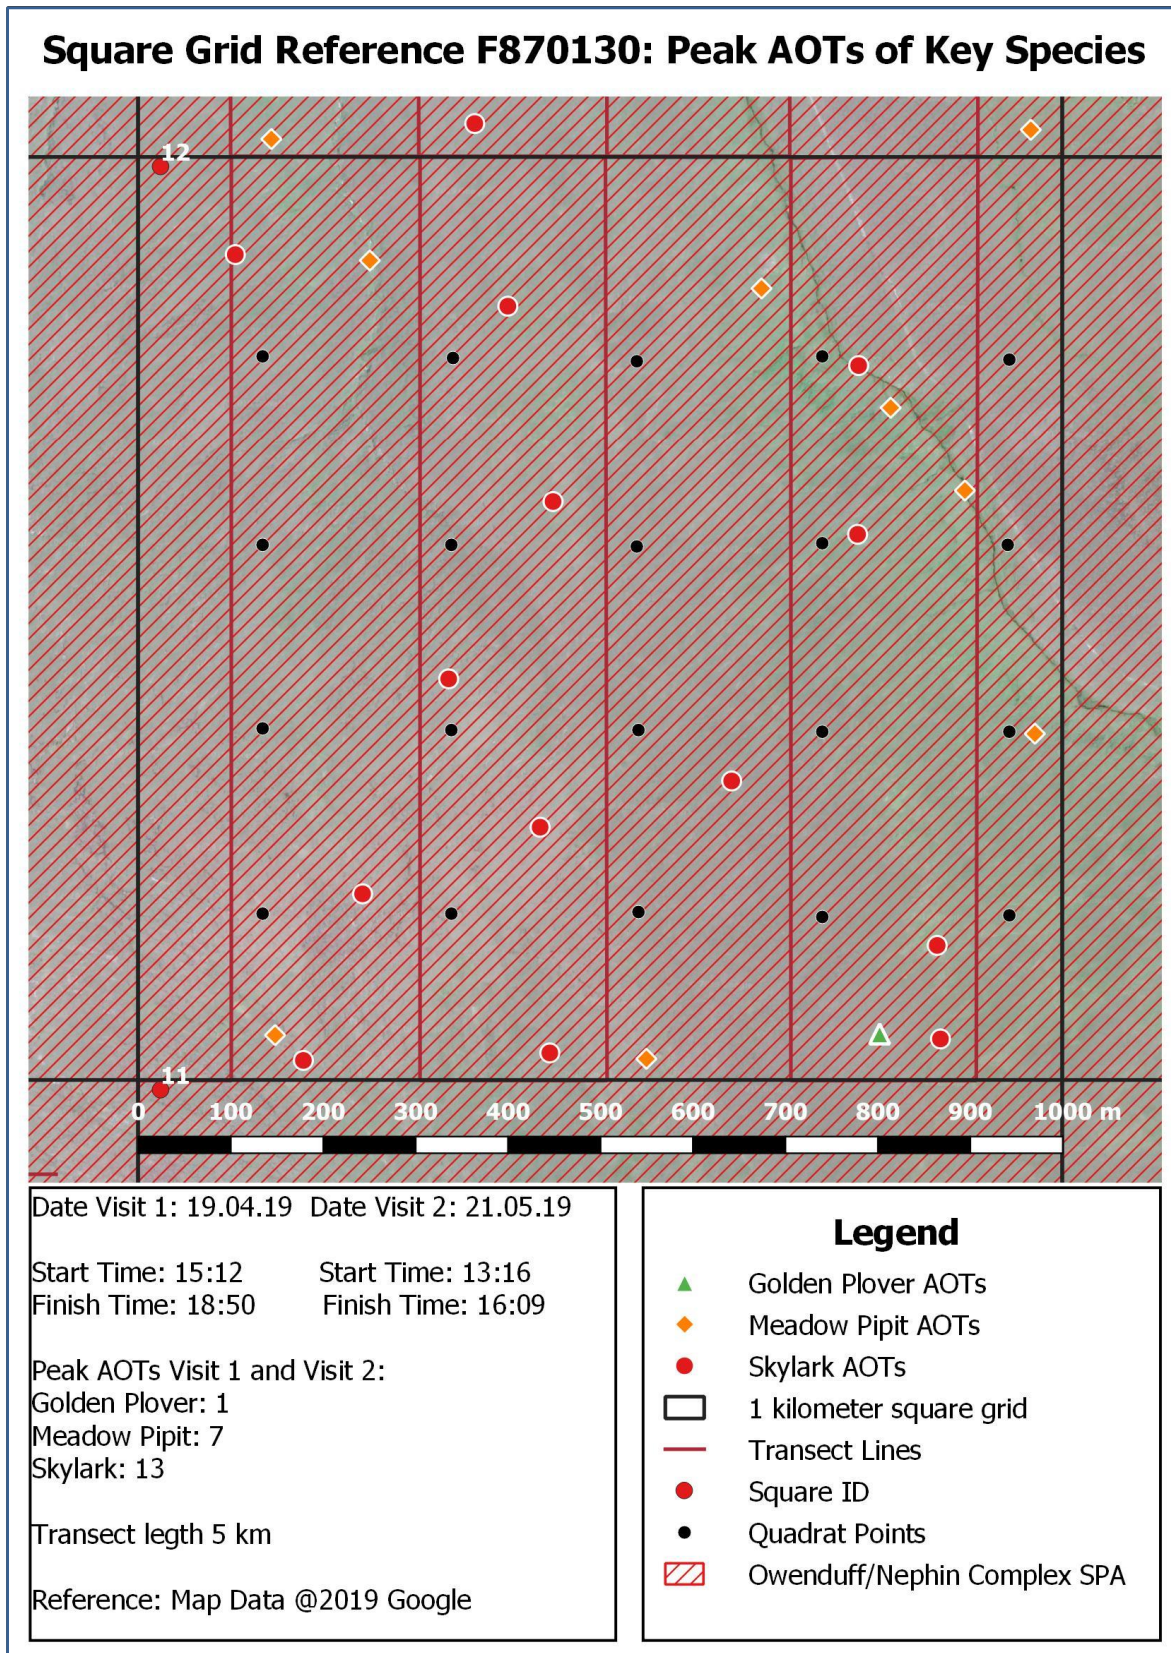 Square Grid Reference F870130: Peak AOTs of Key Species
12
11
0 100 200 300 400 500 600 700 800 900 1000 m
Date Visit 1: 19.04.19 Date Visit 2: 21.05.19
Start Time: 15:12 Start Time: 13:16
Finish Time: 18:50 Finish Time: 16:09
Peak AOTs Visit 1 and Visit 2:
Golden Plover: 1
Meadow Pipit: 7
Skylark: 13
Transect legth 5 km
Reference: Map Data @2019 Google
Legend
Golden Plover AOTs
Meadow Pipit AOTs
Skylark AOTs
1 kilometer square grid
Transect Lines
Square ID
Quadrat Points
Owenduff/Nephin Complex SPA